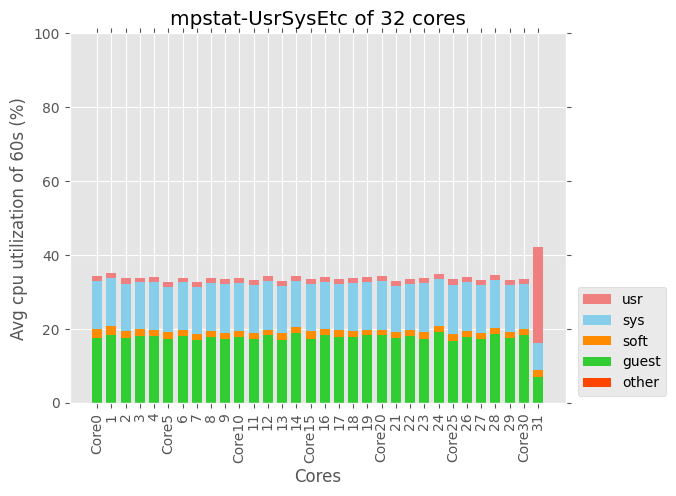 mpstat-UsrSysEtc of 32 cores
100
80
60
40
20
0
Avg cpu utilization of 60s (%)
Core0
1
2
3
4
Core5
6
7
8
9
Core10
11
12
13
14
Core15
16
17
18
19
Core20
21
22
23
24
Core25
26
27
28
29
Core30
31
Cores
usr
sys
soft
guest
other